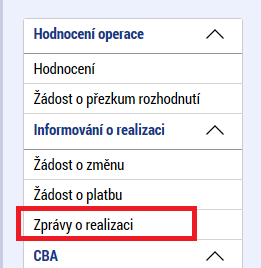 Hodnocení operace
Hodnocení
Žádost o přezkum rozhodnutí
Informování o realizaci
Žádost o změnu
Žádost o platbu
Zprávy o realizaci
CBA